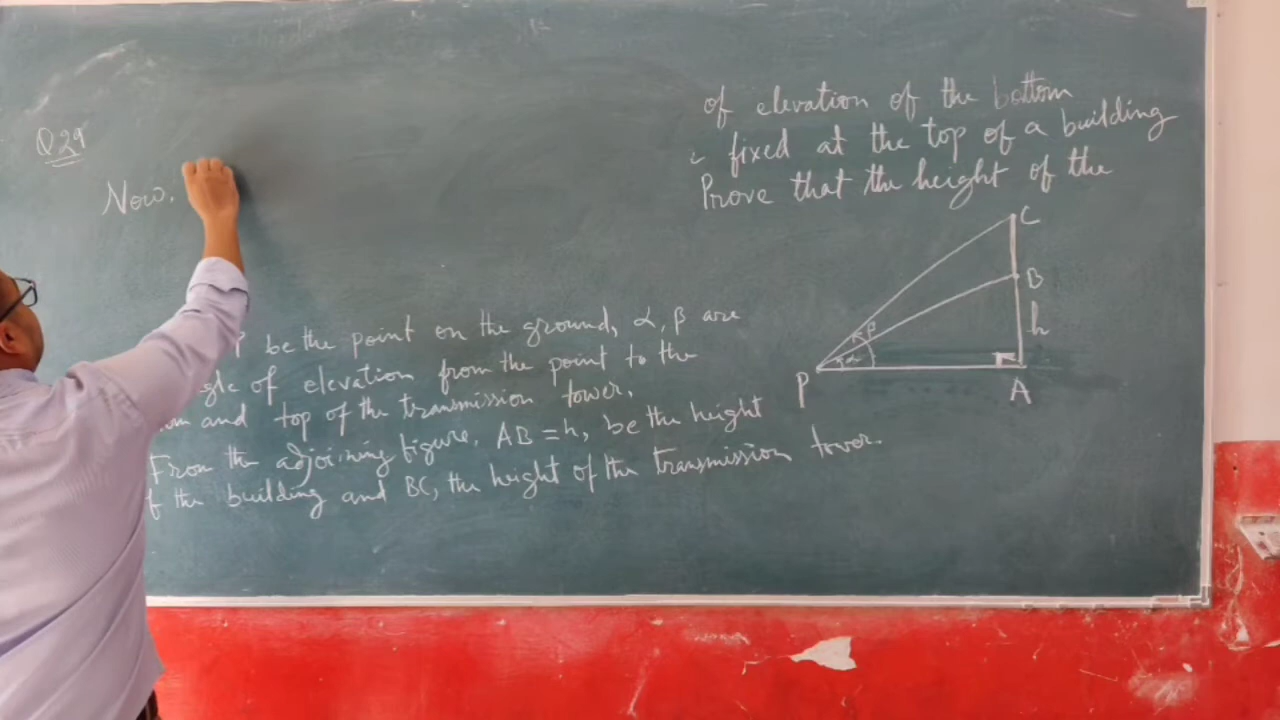 Q29
Now,
of elevation of the bottom
fixed at the top of a building
Prove that the height of the
C
B
β
h
α
P
A
P be the point on the ground, α, β are
gle of elevation from the point to the
m and top of the transmission tower.
From the adjoining figure, AB = h, be the height
f the building and BC, the height of the transmission tower.